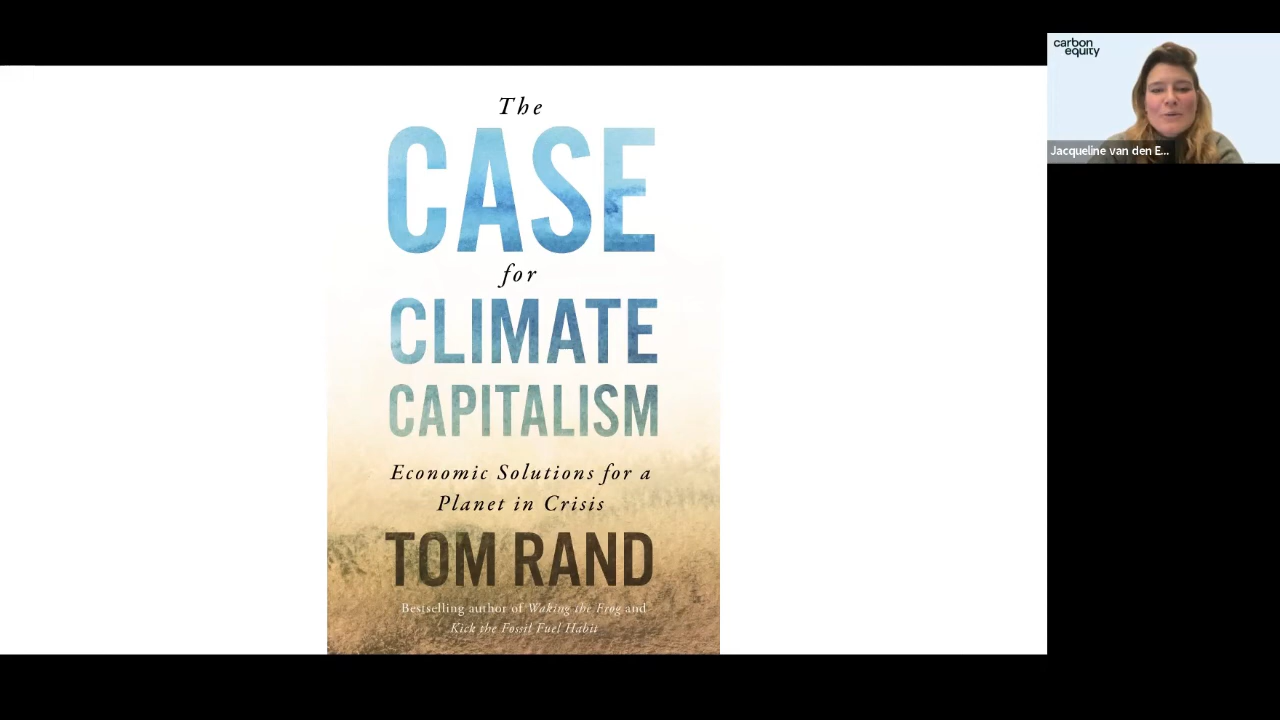 The
CASE
for
CLIMATE
CAPITALISM
Economic Solutions for a
Planet in Crisis
TOM RAND
Bestselling author of Waking the Frog and
Kick the Fossil Fuel Habit
carbon
equity
Jacqueline van den E...